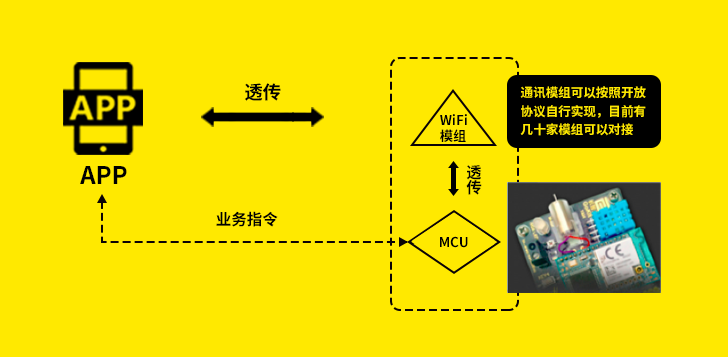 APP
APP
透传
WiFi
模组
通讯模组可以按照开放
协议自行实现，目前有
几十家模组可以对接
透
传
业务指令
MCU
CE